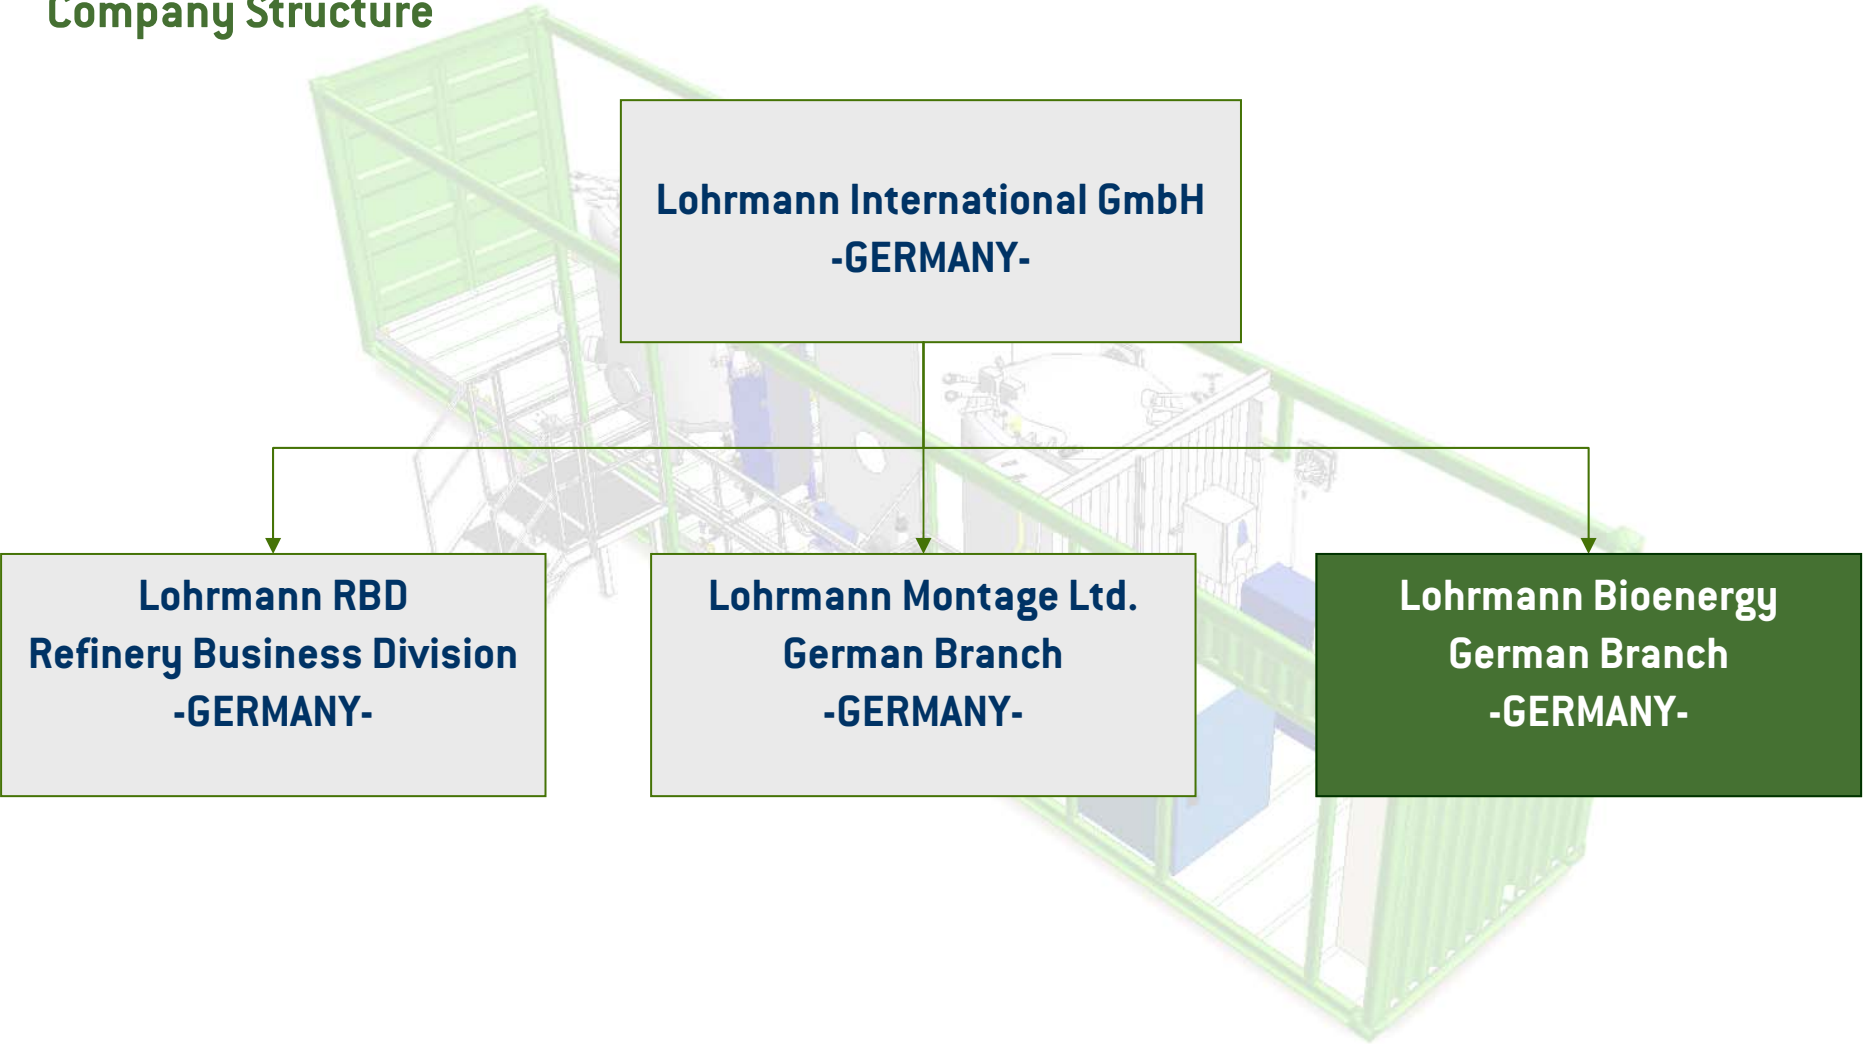 Company Structure
Lohrmann International GmbH
-GERMANY-
Lohrmann RBD
Refinery Business Division
-GERMANY-
Lohrmann Montage Ltd.
German Branch
-GERMANY-
Lohrmann Bioenergy
German Branch
-GERMANY-